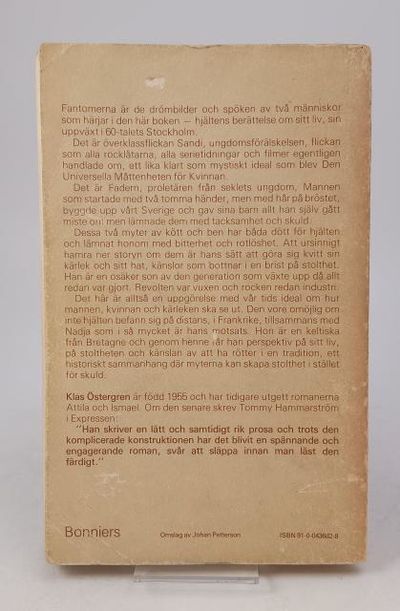 Fantomerna är de drömbilder och spöken av två människor
som härjar i den här boken – hjältens berättelse om sitt liv, sin
uppväxt i 60-talets Stockholm.
Det är överklassflickan Sandi, ungdomsförälskelsen, flickan
som alla rocklåtarna, alla serietidningar och filmer egentligen
handlade om, ett lika klart som mystiskt ideal som blev Den
Universella Måttenheten för Kvinnan.
Det är Fadern, proletären från seklets ungdom, Mannen
som startade med två tomma händer, men med hår på bröstet,
byggde upp vårt Sverige och gav sina barn allt han själv gått
miste om: men lämnade dem med tacksamhet och skuld.
Dessa två myter av kött och ben har båda dött för hjälten
och lämnat honom med bitterhet och rotlöshet. Att ursinnigt
hamra ner storyn om dem är hans sätt att göra sig kvitt sin
kärlek och sitt hat, känslor som bottnar i en brist på stolthet.
Han är en osäker son av den generation som växte upp då allt
redan var gjort. Revolten var vuxen och rocken redan industri.
Det här är alltså en uppgörelse med vår tids ideal om hur
mannen, kvinnan och kärleken ska se ut. Den vore omöjlig om
inte hjälten befann sig på distans, i Frankrike, tillsammans med
Nadja som i så mycket är hans motsats. Hon är en keltiska
från Bretagne och genom henne får han perspektiv på sitt liv,
på stoltheten och känslan av att ha rötter i en tradition, ett
historiskt sammanhang där myterna kan skapa stolthet i stället
för skuld.
Klas Östergren är född 1955 och har tidigare utgett romanerna
Attila och Ismael. Om den senare skrev Tommy Hammarström
i Expressen:
"Han skriver en lätt och samtidigt rik prosa och trots den
komplicerade konstruktionen har det blivit en spännande och
engagerande roman, svår att släppa innan man läst den
färdigt."
Bonniers
Omslag av Johan Petterson
ISBN 91-0-043682-8